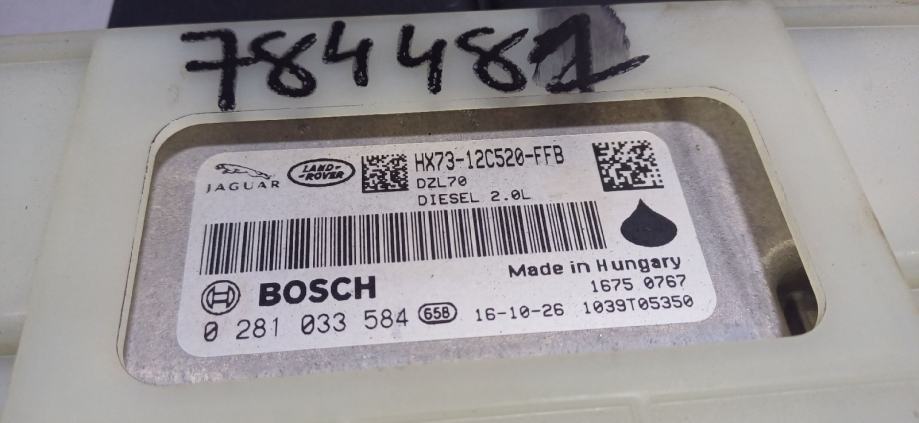 784481
JAGUAR
LAND-
-ROVER
HX73-12C520-FFB
DZL70
DIESEL 2.0L
Made in Hungary
BOSCH
1675 0767
0 281 033 584 65B 16-10-26 1039T05350